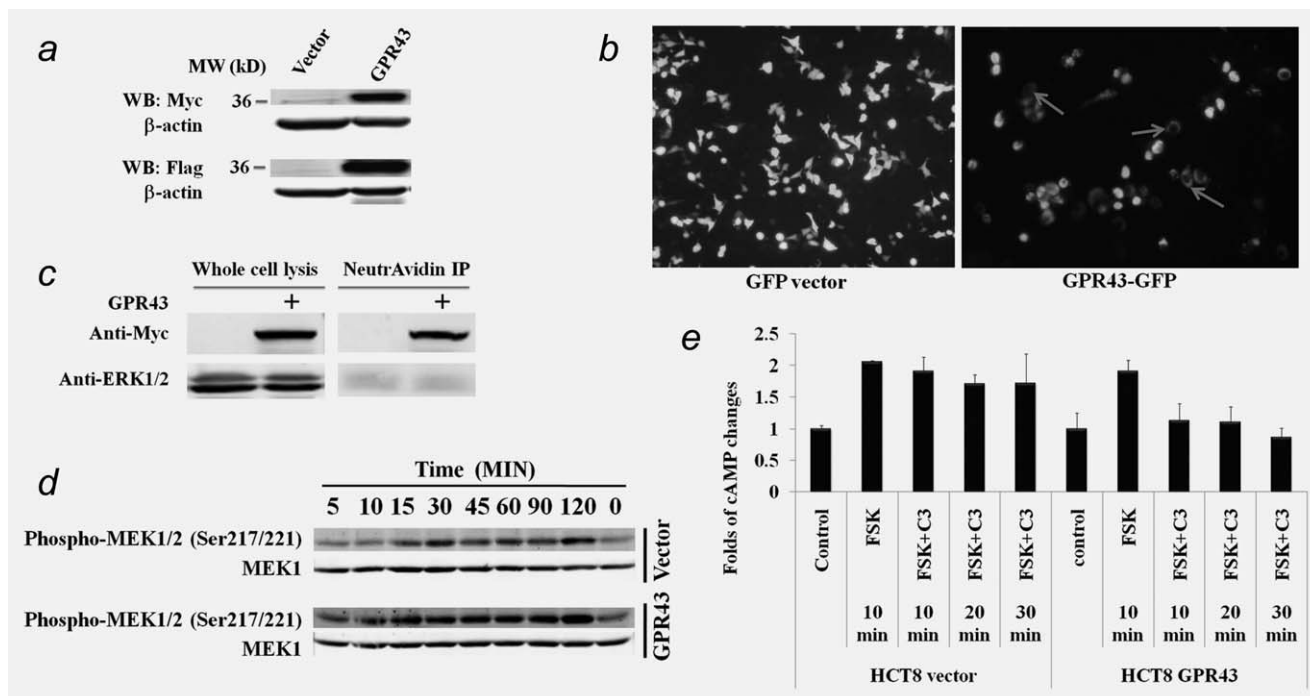 a
MW (kD)
Vector
GPR43
WB: Myc
36
β-actin
WB: Flag
36
β-actin
b
GFP vector
GPR43-GFP
c
Whole cell lysis
NeutrAvidin IP
GPR43
+
+
Anti-Myc
Anti-ERK1/2
d
Time (MIN)
5 10 15 30 45 60 90 120 0
Phospho-MEK1/2 (Ser217/221)
MEK1
Vector
Phospho-MEK1/2 (Ser217/221)
MEK1
GPR43
e
Folds of cAMP changes
2.5
2
1.5
1
0.5
0
Control
FSK
FSK+C3
FSK+C3
FSK+C3
control
FSK
FSK+C3
FSK+C3
FSK+C3
10 10 20 30 10 10 20 30
min min min min min min min min
HCT8 vector
HCT8 GPR43